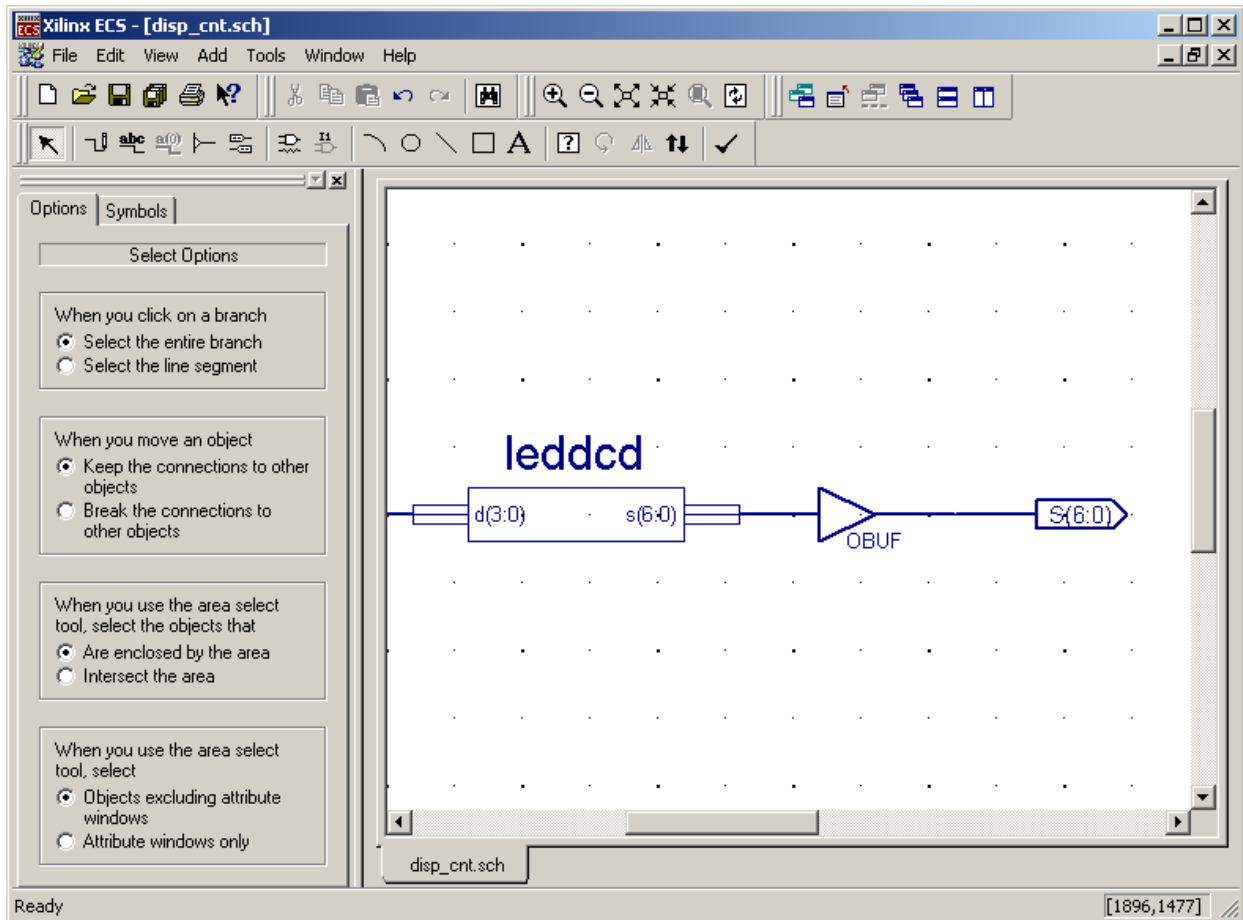 Xilinx ECS - [disp_cnt.sch]
File Edit View Add Tools Window Help
Options Symbols
Select Options
When you click on a branch
Select the entire branch
Select the line segment
When you move an object
Keep the connections to other
objects
Break the connections to
other objects
When you use the area select
tool, select the objects that
Are enclosed by the area
Intersect the area
When you use the area select
tool, select
Objects excluding attribute
windows
Attribute windows only
leddcd
d(3:0) s(6:0)
OBUF
S(6:0)
disp_cnt.sch
Ready [1896,1477]